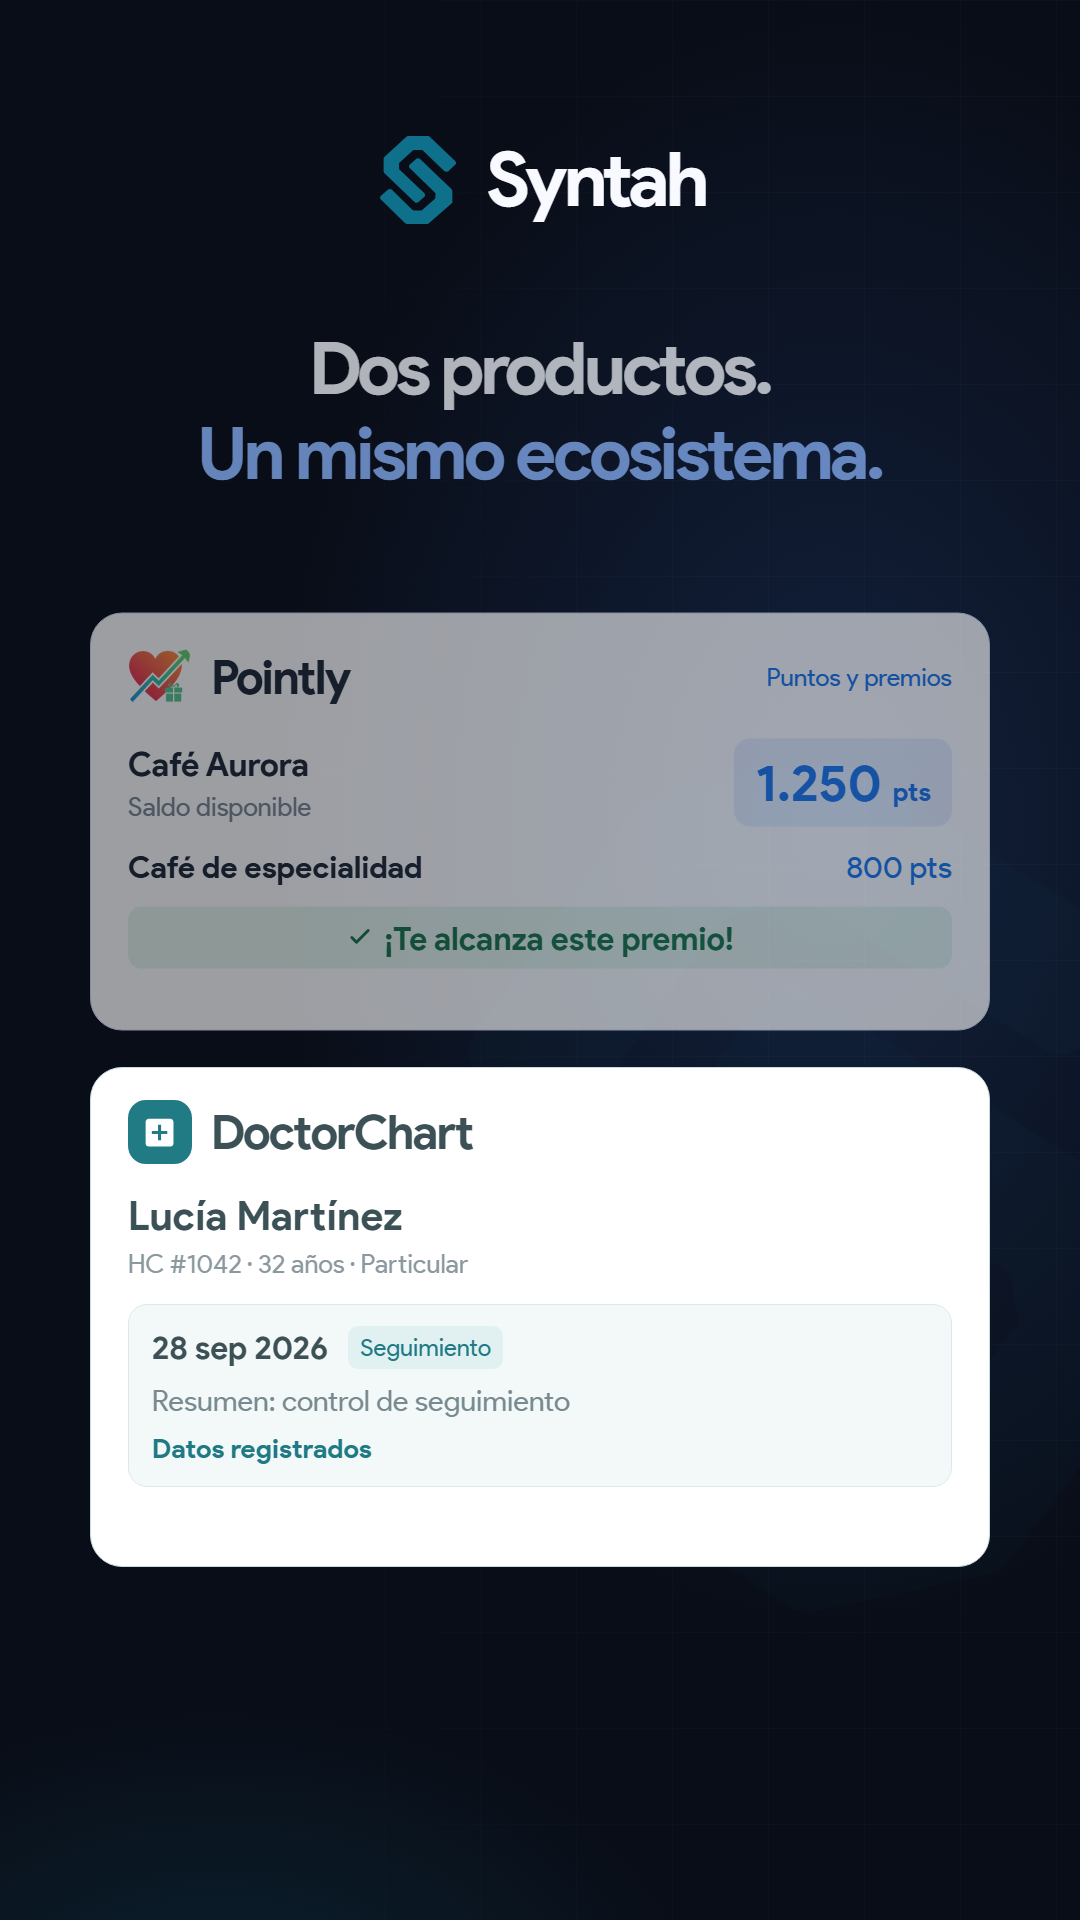 Syntah
Dos productos.
Un mismo ecosistema.
Pointly
Puntos y premios
Café Aurora
Saldo disponible
1.250 pts
Café de especialidad
800 pts
¡Te alcanza este premio!
DoctorChart
Lucía Martínez
HC #1042 · 32 años · Particular
28 sep 2026
Seguimiento
Resumen: control de seguimiento
Datos registrados